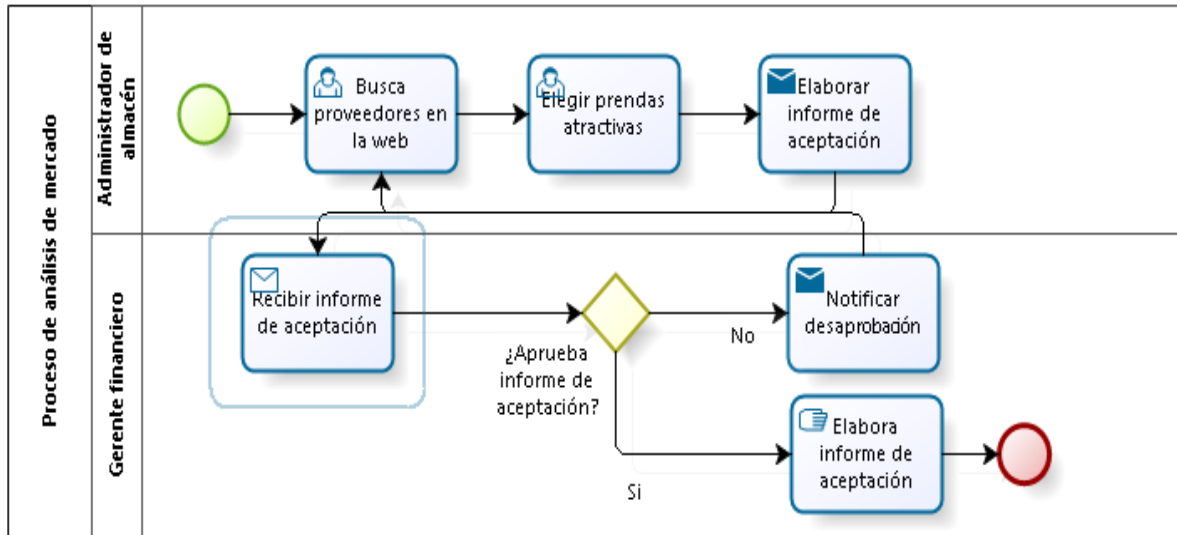 Proceso de análisis de mercado
Administrador de
almacén
Busca
proveedores en
la web
Elegir prendas
atractivas
Elaborar
informe de
aceptación
Gerente financiero
Recibir informe
de aceptación
¿Aprueba
informe de
aceptación?
No
Notificar
desaprobación
Si
Elabora
informe de
aceptación